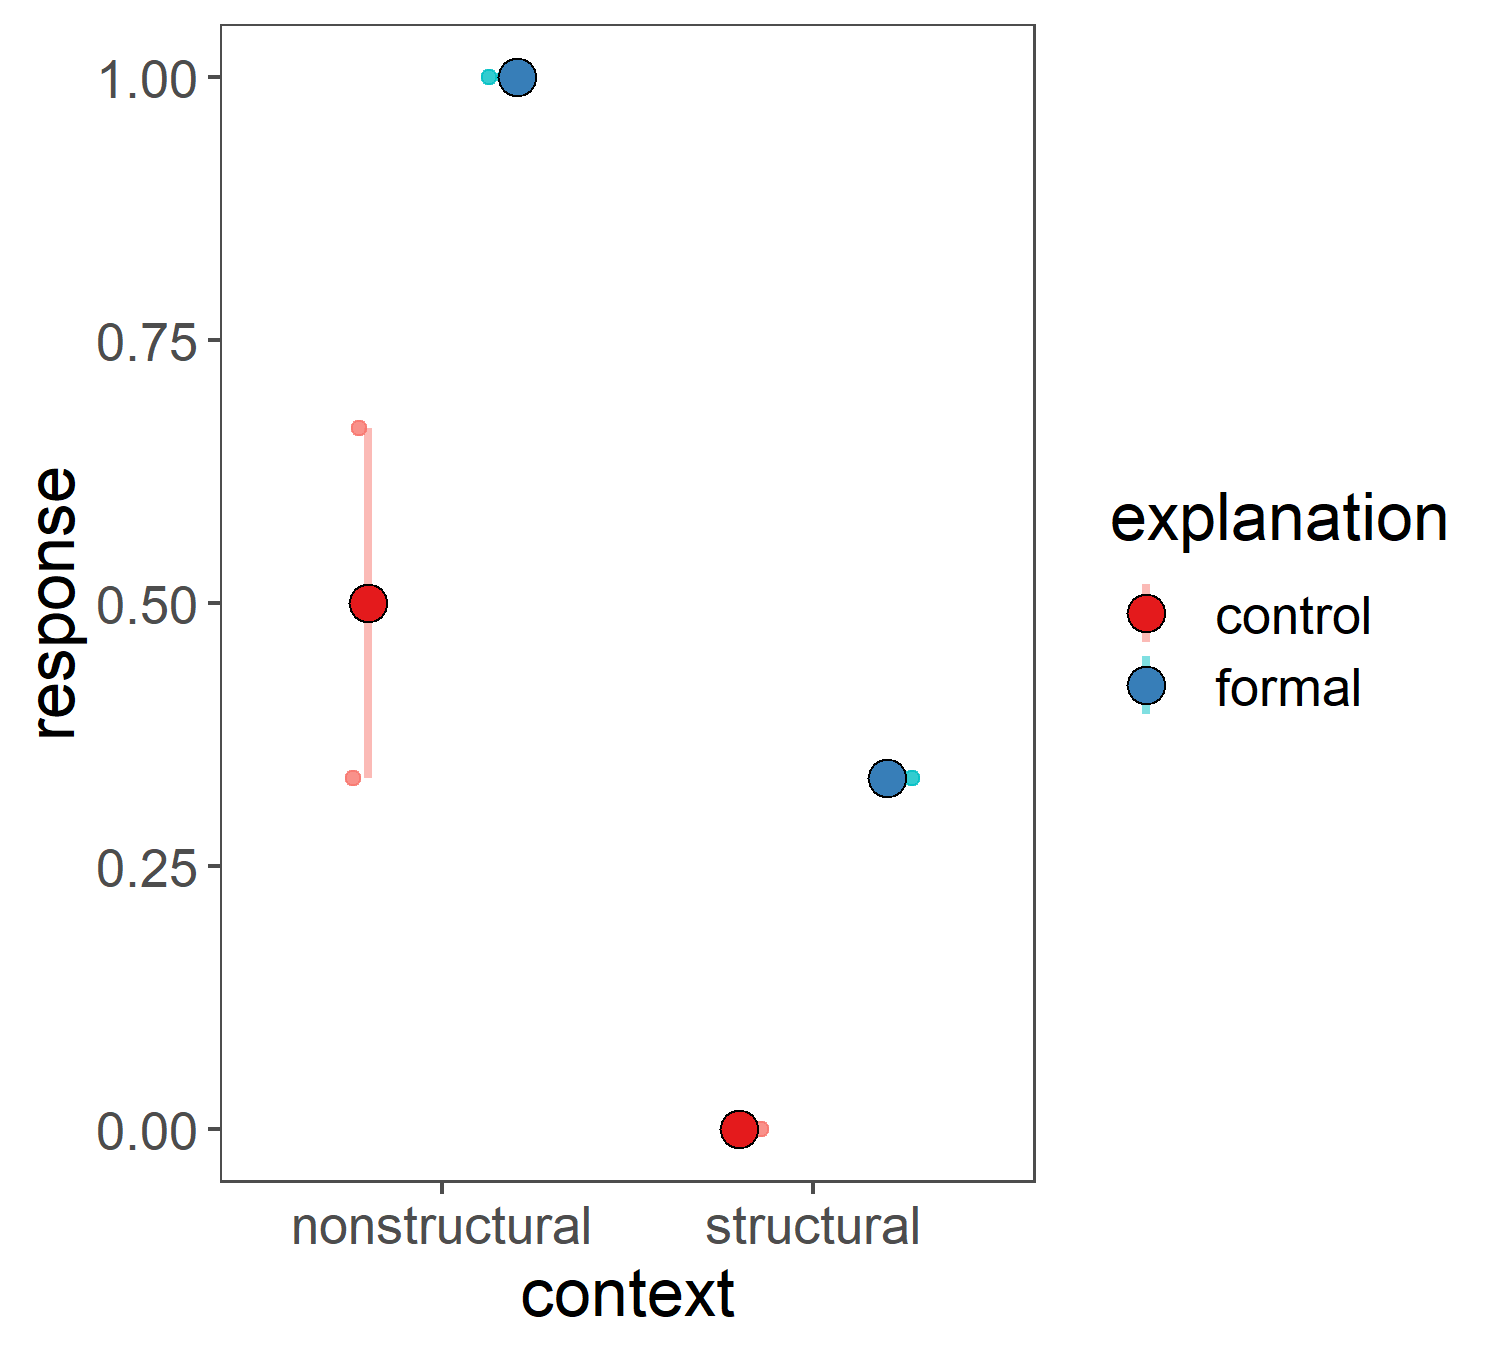 1.00
0.75
0.50
0.25
0.00
response
nonstructural
structural
context
explanation
control
formal